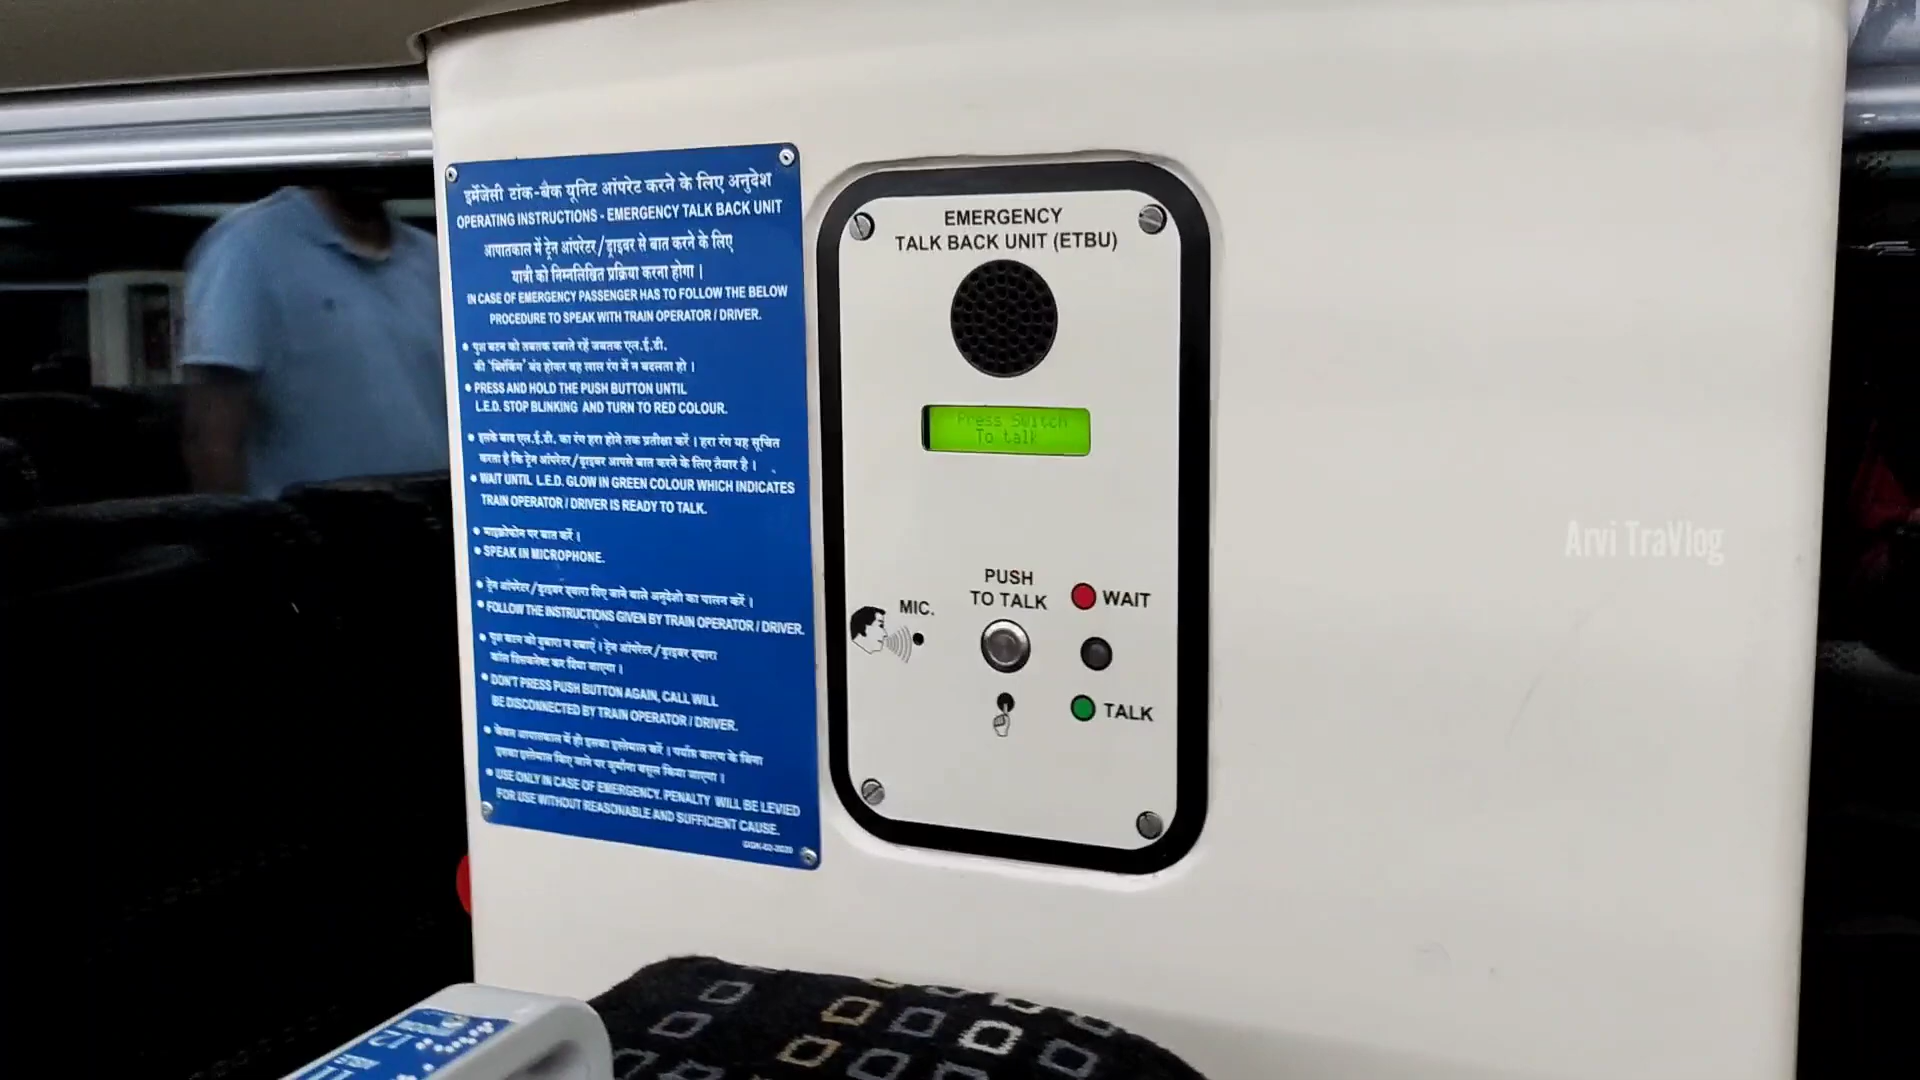 इमेंजेसी टांक-बैक यूनिट ऑपरेट करने के लिए अनुदेश
OPERATING INSTRUCTIONS - EMERGENCY TALK BACK UNIT
आपातकाल में ट्रेन ऑपरेटर/ड्राइवर से बात करने के लिए
यात्री को निम्नलिखित प्रक्रिया करना होगा।
IN CASE OF EMERGENCY PASSENGER HAS TO FOLLOW THE BELOW
PROCEDURE TO SPEAK WITH TRAIN OPERATOR / DRIVER.
• पुश बटन को तबतक दबाते रहें जबतक एल.ई.डी.
की 'ब्लिंकिंग' बंद होकर वह लाल रंग में न बदलता हो।
• PRESS AND HOLD THE PUSH BUTTON UNTIL
L.E.D. STOP BLINKING AND TURN TO RED COLOUR.
• इसके बाद एल.ई.डी. का रंग हरा होने तक प्रतीक्षा करें। हरा रंग यह सूचित
करता है कि ट्रेन ऑपरेटर/ड्राइवर आपसे बात करने के लिए तैयार है।
• WAIT UNTIL L.E.D. GLOW IN GREEN COLOUR WHICH INDICATES
TRAIN OPERATOR / DRIVER IS READY TO TALK.
• माइक्रोफोन पर बात करें।
• SPEAK IN MICROPHONE.
• ट्रेन ऑपरेटर/ड्राइवर द्वारा दिए जाने वाले अनुदेशो का पालन करें।
• FOLLOW THE INSTRUCTIONS GIVEN BY TRAIN OPERATOR / DRIVER.
• पुश बटन को दुबारा न दबाएं। ट्रेन ऑपरेटर/ड्राइवर द्वारा
कॉल डिसकनेक्ट कर दिया जाएगा।
• DON'T PRESS PUSH BUTTON AGAIN, CALL WILL
BE DISCONNECTED BY TRAIN OPERATOR / DRIVER.
• केवल आपातकाल में ही इसका इस्तेमाल करें। पर्याप्त कारण के बिना
इसका इस्तेमाल किए जाने पर जुर्माना वसूल किया जाएगा।
• USE ONLY IN CASE OF EMERGENCY. PENALTY WILL BE LEVIED
FOR USE WITHOUT REASONABLE AND SUFFICIENT CAUSE.
EMERGENCY
TALK BACK UNIT (ETBU)
Press Switch
To talk
PUSH
TO TALK
MIC.
WAIT
TALK
Arvi TraVlog